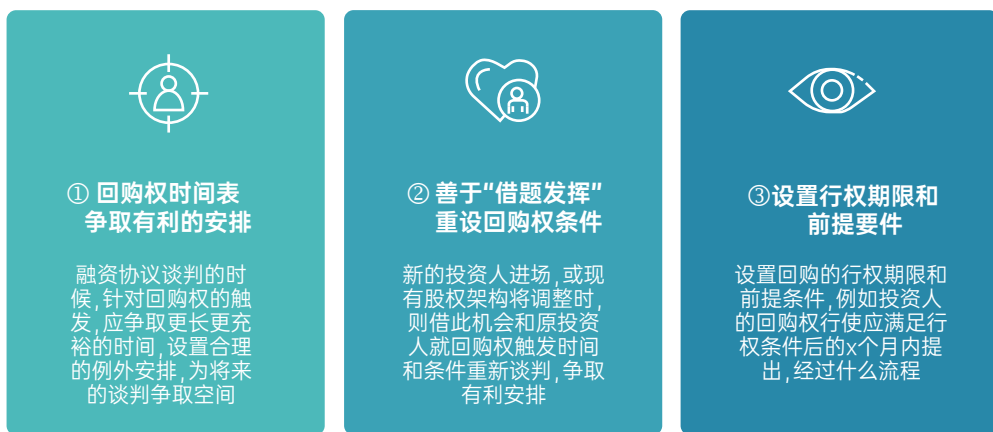 ① 回购权时间表
争取有利的安排
融资协议谈判的时
候,针对回购权的触
发,应争取更长更充
裕的时间,设置合理
的例外安排,为将来
的谈判争取空间
② 善于“借题发挥”
重设回购权条件
新的投资人进场,或现
有股权架构将调整时,
则借此机会和原投资
人就回购权触发时间
和条件重新谈判,争取
有利安排
③设置行权期限和
前提要件
设置回购的行权期限和
前提条件,例如投资人
的回购权行使应满足行
权条件后的x个月内提
出,经过什么流程